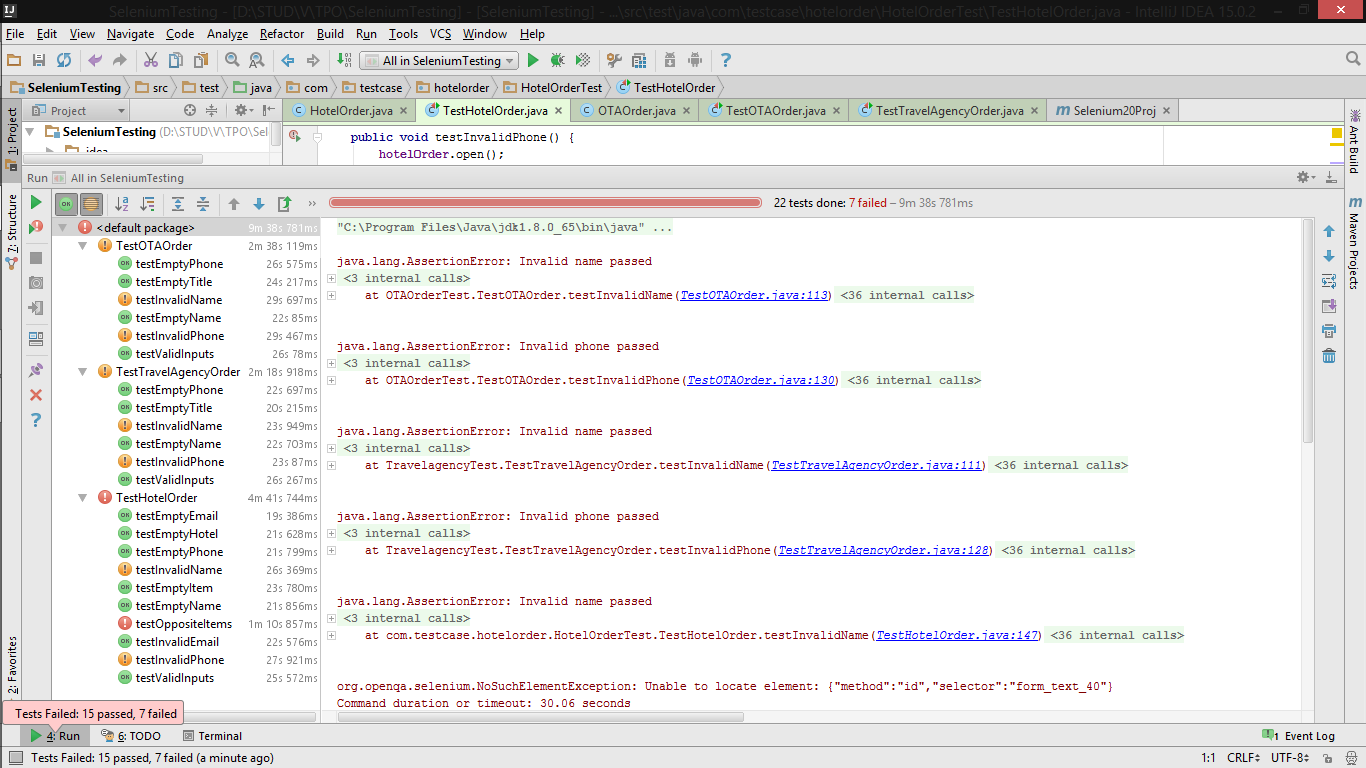 SeleniumTesting - [D:\STUD\V\TPO\SeleniumTesting] - [SeleniumTesting] - ...\src\test\java\com\testcase\hotelorder\HotelOrderTest\TestHotelOrder.java - IntelliJ IDEA 15.0.2
File Edit View Navigate Code Analyze Refactor Build Run Tools VCS Window Help
All in SeleniumTesting
SeleniumTesting src test java com testcase hotelorder HotelOrderTest TestHotelOrder
Project HotelOrder.java TestHotelOrder.java OTAOrder.java TestOTAOrder.java TestTravelAgencyOrder.java Selenium20Proj
SeleniumTesting (D:\STUD\V\TPO\Sel
.idea
public void testInvalidPhone() {
hotelOrder.open();
1: Project
7: Structure
2: Favorites
Ant Build
Maven Projects
Run All in SeleniumTesting
22 tests done: 7 failed – 9m 38s 781ms
<default package> 9m 38s 781ms
TestOTAOrder 2m 38s 119ms
testEmptyPhone 26s 575ms
testEmptyTitle 24s 217ms
testInvalidName 29s 697ms
testEmptyName 22s 85ms
testInvalidPhone 29s 467ms
testValidInputs 26s 78ms
TestTravelAgencyOrder 2m 18s 918ms
testEmptyPhone 22s 697ms
testEmptyTitle 20s 215ms
testInvalidName 23s 949ms
testEmptyName 22s 703ms
testInvalidPhone 23s 87ms
testValidInputs 26s 267ms
TestHotelOrder 4m 41s 744ms
testEmptyEmail 19s 386ms
testEmptyHotel 21s 628ms
testEmptyPhone 21s 799ms
testInvalidName 26s 369ms
testEmptyItem 23s 780ms
testEmptyName 21s 856ms
testOppositeItems 1m 10s 857ms
testInvalidEmail 22s 576ms
testInvalidPhone 27s 921ms
testValidInputs 25s 572ms
"C:\Program Files\Java\jdk1.8.0_65\bin\java" ...
java.lang.AssertionError: Invalid name passed
<3 internal calls>
at OTAOrderTest.TestOTAOrder.testInvalidName(TestOTAOrder.java:113) <36 internal calls>
java.lang.AssertionError: Invalid phone passed
<3 internal calls>
at OTAOrderTest.TestOTAOrder.testInvalidPhone(TestOTAOrder.java:130) <36 internal calls>
java.lang.AssertionError: Invalid name passed
<3 internal calls>
at TravelagencyTest.TestTravelAgencyOrder.testInvalidName(TestTravelAgencyOrder.java:111) <36 internal calls>
java.lang.AssertionError: Invalid phone passed
<3 internal calls>
at TravelagencyTest.TestTravelAgencyOrder.testInvalidPhone(TestTravelAgencyOrder.java:128) <36 internal calls>
java.lang.AssertionError: Invalid name passed
<3 internal calls>
at com.testcase.hotelorder.HotelOrderTest.TestHotelOrder.testInvalidName(TestHotelOrder.java:147) <36 internal calls>
org.openqa.selenium.NoSuchElementException: Unable to locate element: {"method":"id","selector":"form_text_40"}
Command duration or timeout: 30.06 seconds
Tests Failed: 15 passed, 7 failed
4: Run 6: TODO Terminal 1 Event Log
Tests Failed: 15 passed, 7 failed (a minute ago) 1:1 CRLF UTF-8